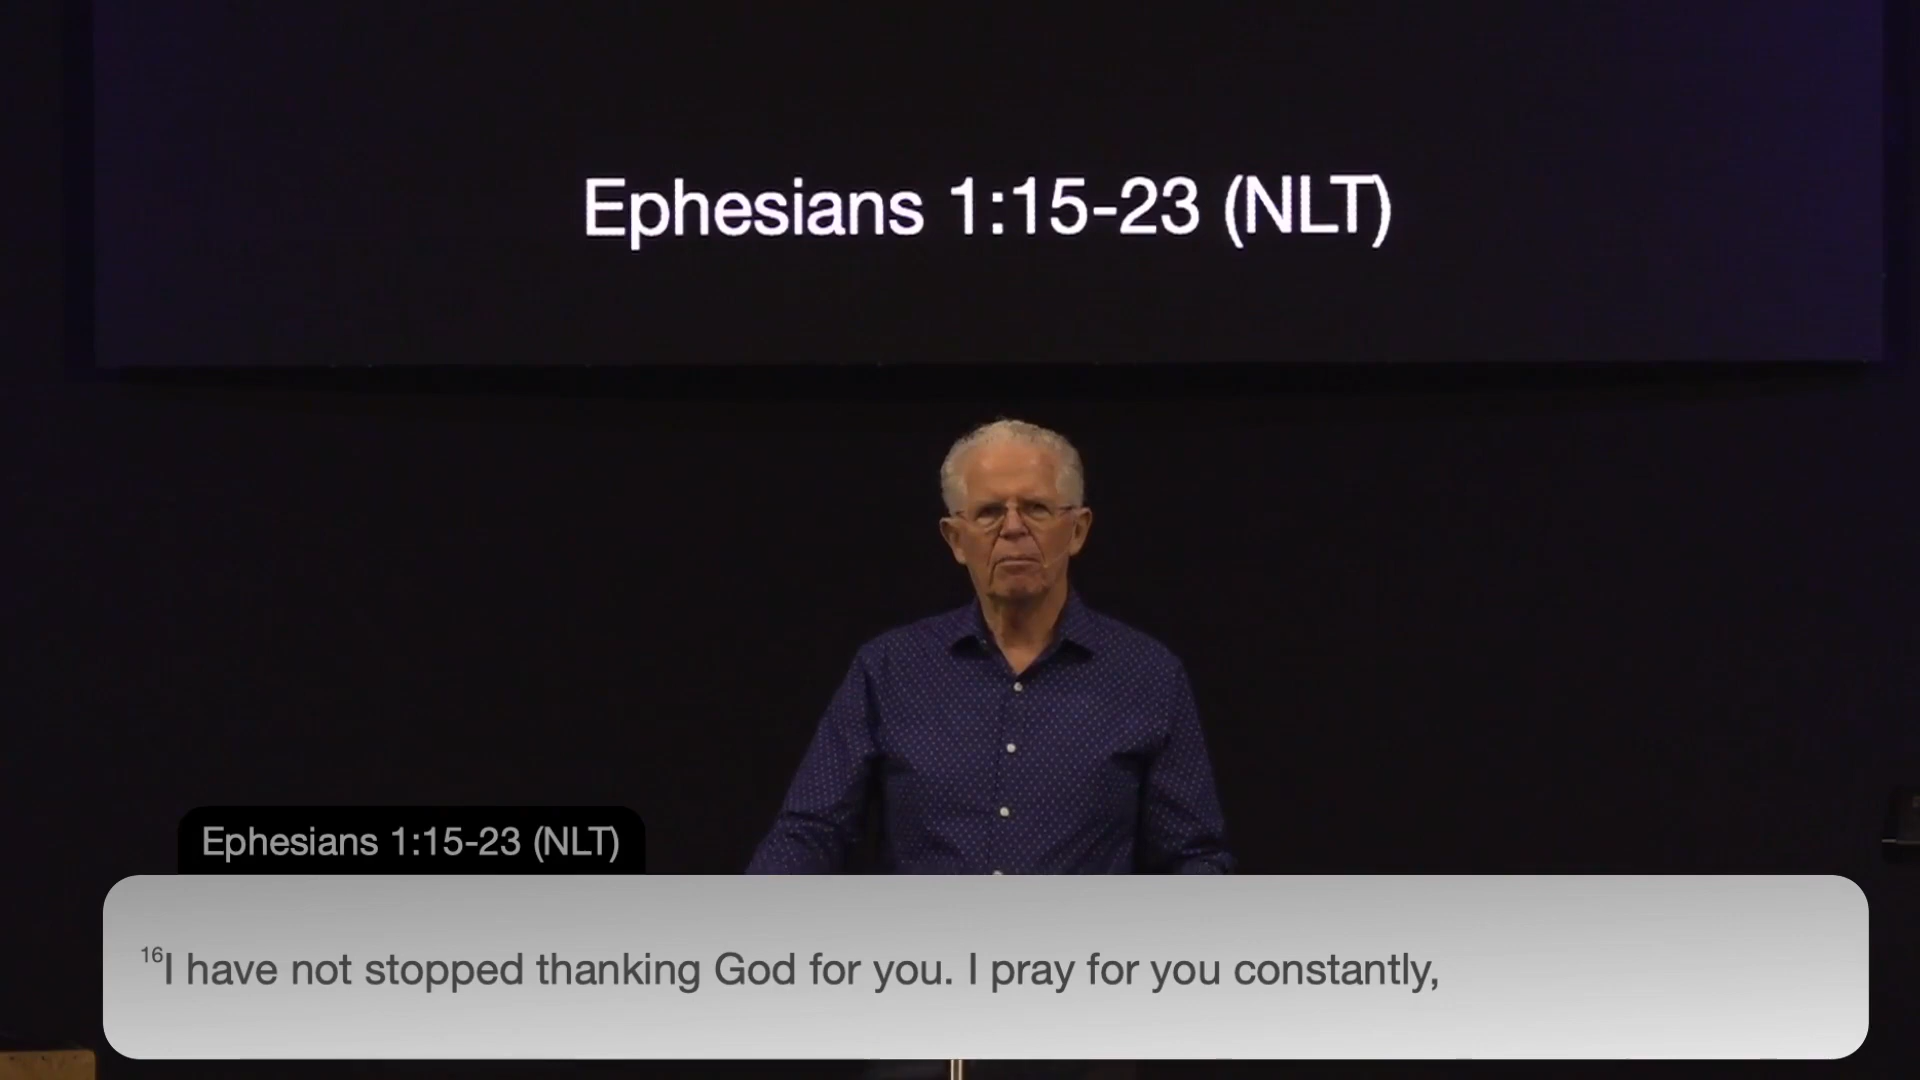 Ephesians 1:15-23 (NLT)
Ephesians 1:15-23 (NLT)
16I have not stopped thanking God for you. I pray for you constantly,